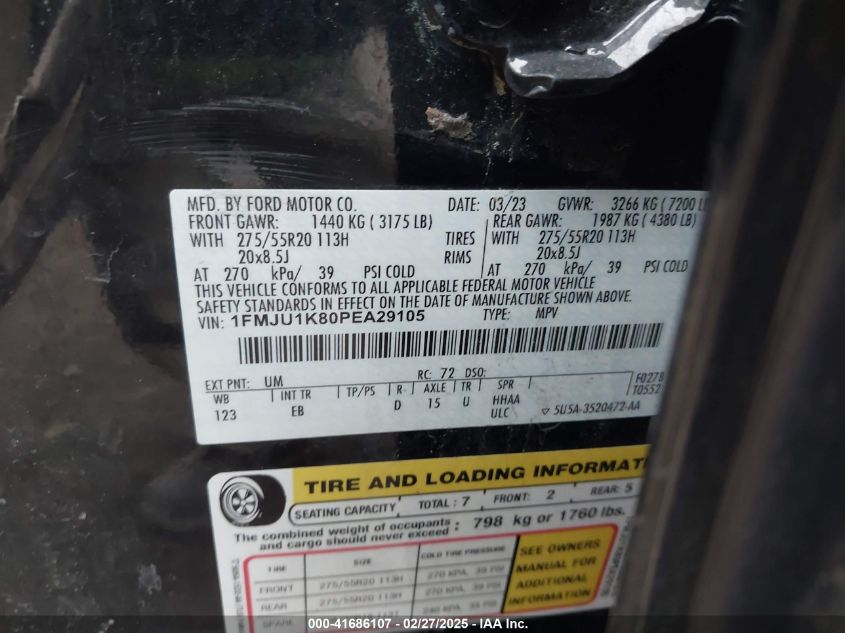 MFD. BY FORD MOTOR CO. DATE: 03/23 GVWR: 3266 KG ( 7200 L
FRONT GAWR: 1440 KG ( 3175 LB) REAR GAWR: 1987 KG ( 4380 LB)
WITH 275/55R20 113H TIRES WITH 275/55R20 113H
20x8.5J RIMS 20x8.5J
AT 270 kPa/ 39 PSI COLD AT 270 kPa/ 39 PSI COLD
THIS VEHICLE CONFORMS TO ALL APPLICABLE FEDERAL MOTOR VEHICLE
SAFETY STANDARDS IN EFFECT ON THE DATE OF MANUFACTURE SHOWN ABOVE.
VIN: 1FMJU1K80PEA29105 TYPE: MPV
RC: 72 DSO:
EXT PNT: UM F0278
WB INT TR TP/PS R AXLE TR SPR T0552
123 EB D 15 U HHAA
ULC ▽ 5U5A-3520472-AA
TIRE AND LOADING INFORMAT
SEATING CAPACITY TOTAL : 7 FRONT: 2 REAR: 5
The combined weight of occupants and cargo should never exceed : 798 kg or 1760 lbs.
TIRE SIZE COLD TIRE PRESSURE
FRONT 275/55R20 113H 270 KPA, 39 PSI
REAR 275/55R20 113H 270 KPA, 39 PSI
SPARE
SEE OWNERS
MANUAL FOR
ADDITIONAL
INFORMATION
000-41686107 - 02/27/2025 - IAA Inc.